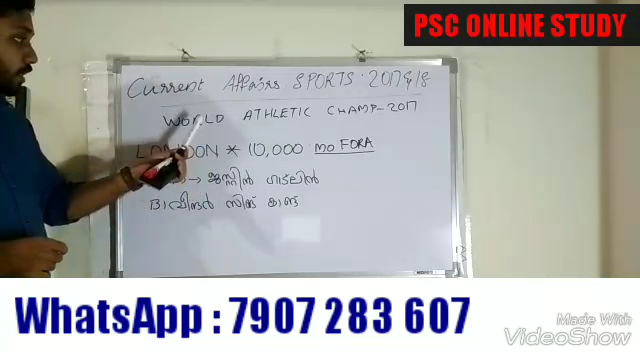 PSC ONLINE STUDY
Current Affairs SPORTS · 2017 & 18
WORLD ATHLETIC CHAMP-2017
LONDON * 10,000 MO FORA
→ ജസ്റ്റിൻ ഗാറ്റ്ലിൻ
സിങ്
WhatsApp : 7907 283 607
Made With
VideoShow